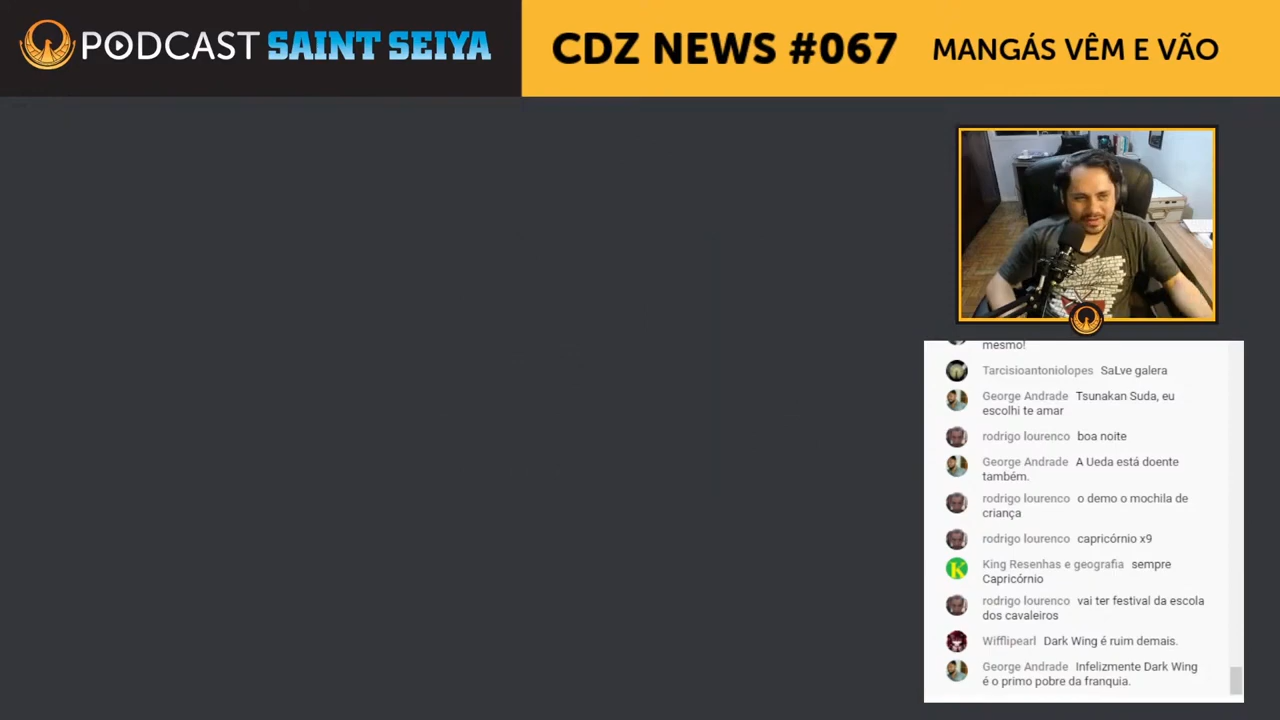 PODCAST SAINT SEIYA
CDZ NEWS #067
MANGÁS VÊM E VÃO
mesmo!
Tarcisioantoniolopes SaLve galera
George Andrade Tsunakan Suda, eu
escolhi te amar
rodrigo lourenco boa noite
George Andrade A Ueda está doente
também.
rodrigo lourenco o demo o mochila de
criança
rodrigo lourenco capricórnio x9
King Resenhas e geografia sempre
Capricórnio
rodrigo lourenco vai ter festival da escola
dos cavaleiros
Wifflipearl Dark Wing é ruim demais.
George Andrade Infelizmente Dark Wing
é o primo pobre da franquia.